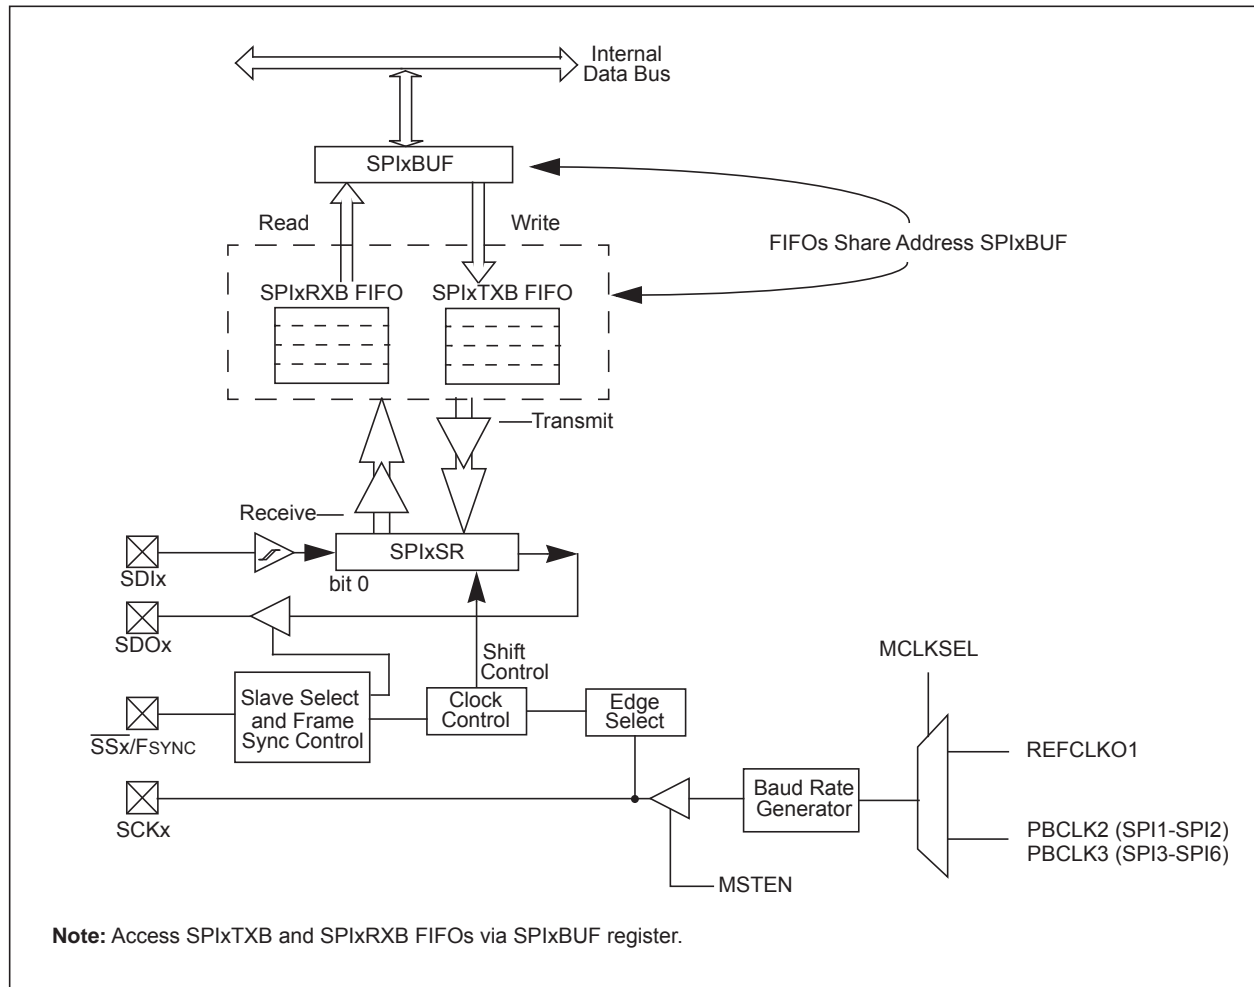 Internal
Data Bus
SPIxBUF
Read
Write
FIFOs Share Address SPIxBUF
SPIxRXB FIFO
SPIxTXB FIFO
Transmit
Receive
SPIxSR
SDIx
bit 0
SDOx
Shift
Control
MCLKSEL
Slave Select
and Frame
Sync Control
Clock
Control
Edge
Select
SSx/FSYNC
REFCLKO1
Baud Rate
Generator
SCKx
PBCLK2 (SPI1-SPI2)
PBCLK3 (SPI3-SPI6)
MSTEN
Note: Access SPIxTXB and SPIxRXB FIFOs via SPIxBUF register.